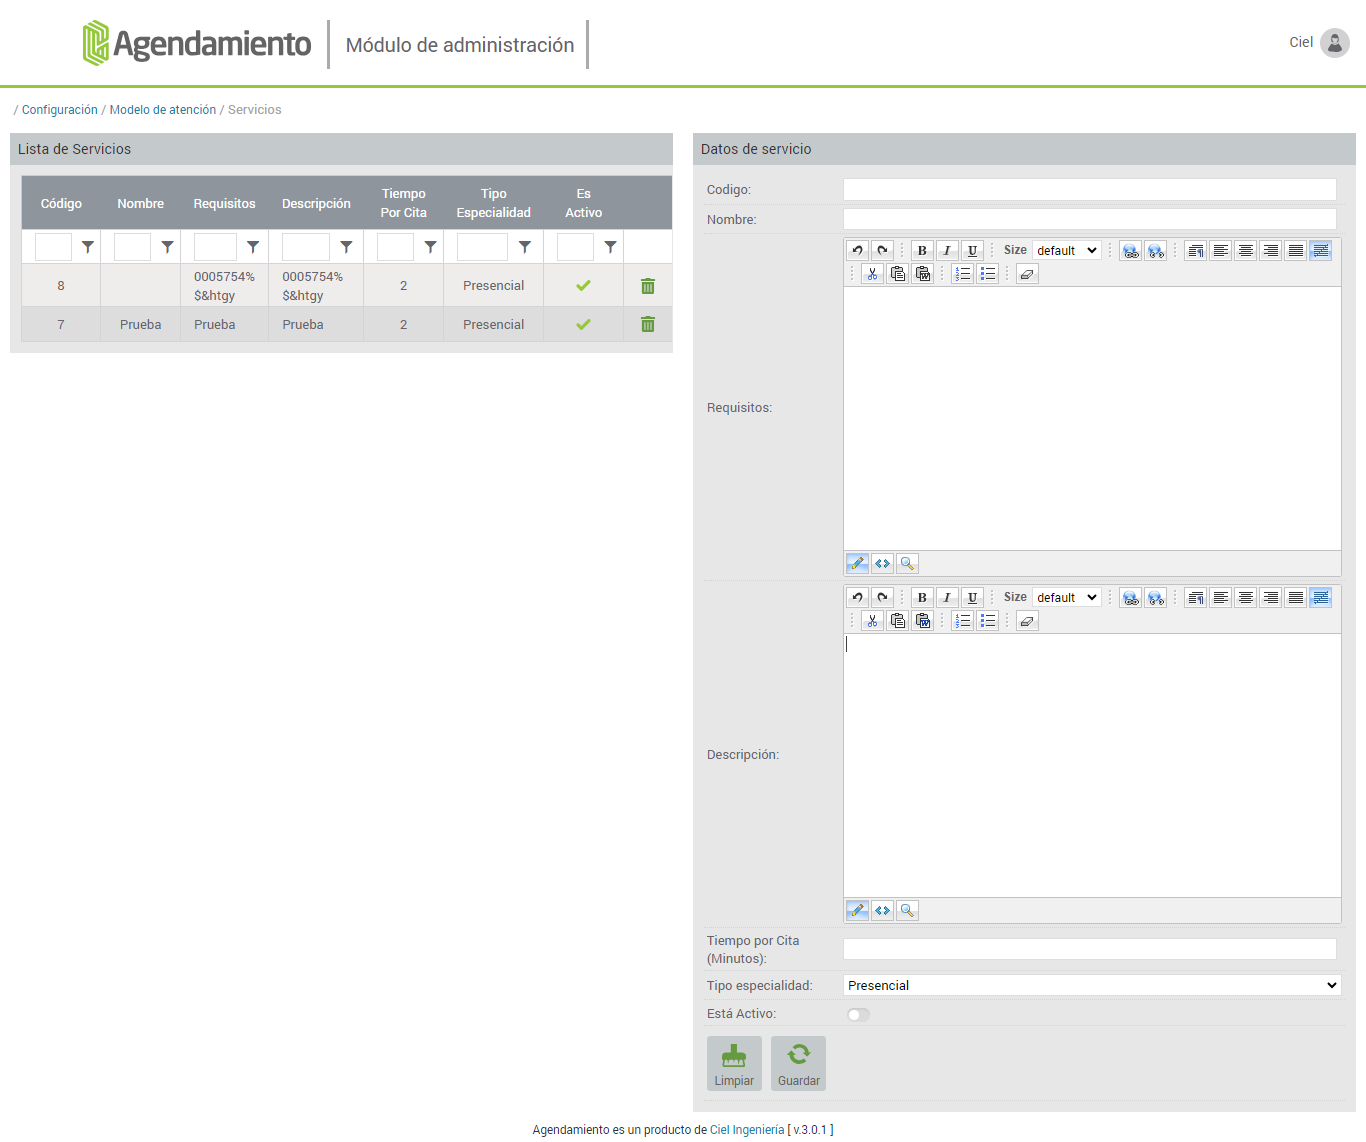 Agendamiento
Módulo de administración
Ciel
/ Configuración / Modelo de atención / Servicios
Lista de Servicios
Código Nombre Requisitos Descripción Tiempo Por Cita Tipo Especialidad Es Activo
8 0005754%$&htgy 0005754%$&htgy 2 Presencial
7 Prueba Prueba Prueba 2 Presencial
Datos de servicio
Codigo:
Nombre:
Requisitos:
B I U Size default
Descripción:
B I U Size default
Tiempo por Cita
(Minutos):
Tipo especialidad: Presencial
Está Activo:
Limpiar Guardar
Agendamiento es un producto de Ciel Ingeniería [ v.3.0.1 ]